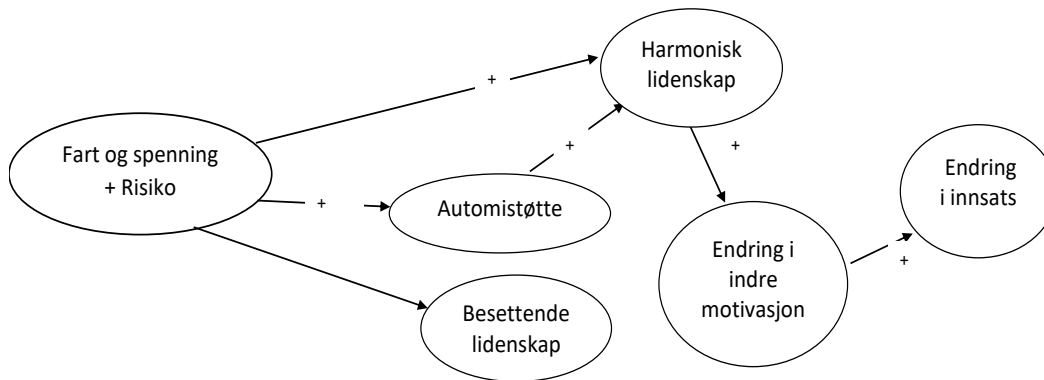 Harmonisk
lidenskap
+
Fart og spenning
+ Risiko
+
+
Endring
i innsats
+
Automistøtte
Endring i
indre
motivasjon
+
Besettende
lidenskap